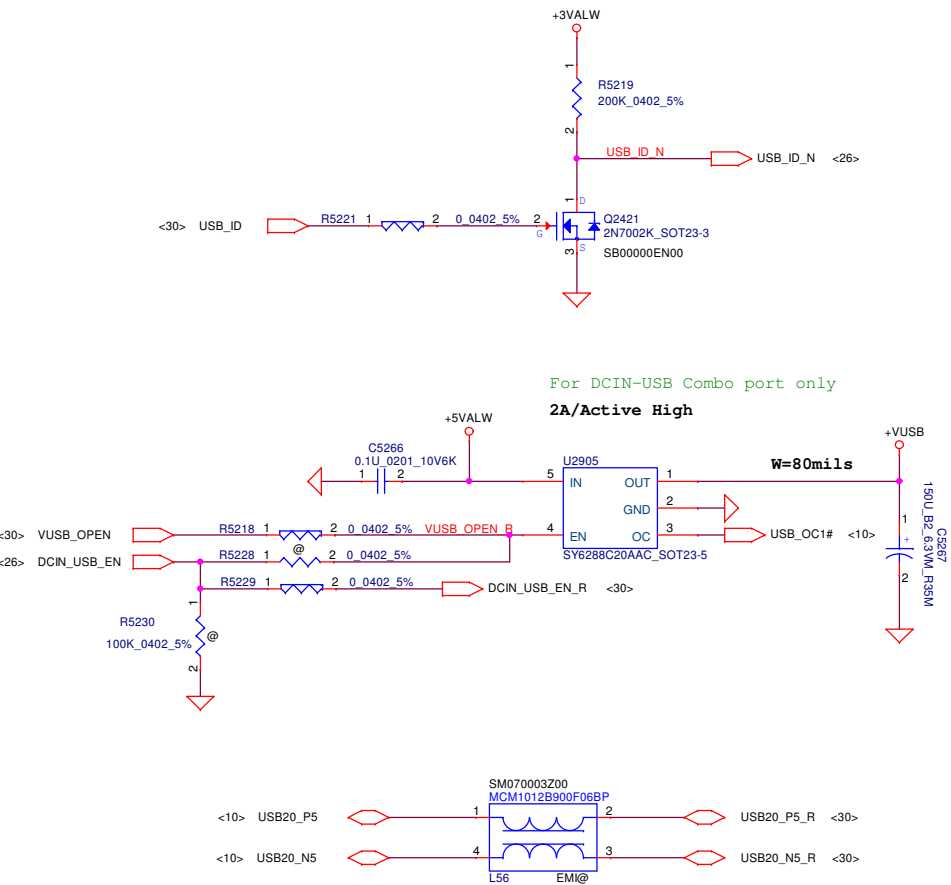 +3VALW
1
R5219
200K_0402_5%
2
USB_ID_N
USB_ID_N <26>
1
D
<30> USB_ID
R5221 1 2 0_0402_5% 2
G
Q2421
2N7002K_SOT23-3
S
3
SB00000EN00
For DCIN-USB Combo port only
2A/Active High
+5VALW
+VUSB
C5266
0.1U_0201_10V6K
1 2
U2905
W=80mils
5 IN OUT 1
GND 2
<30> VUSB_OPEN
R5218 1 2 0_0402_5% VUSB_OPEN_R 4 EN OC 3
USB_OC1# <10>
@
SY6288C20AAC_SOT23-5
<26> DCIN_USB_EN
R5228 1 2 0_0402_5%
R5229 1 2 0_0402_5%
DCIN_USB_EN_R <30>
1
+
2
C5267
150U_B2_6.3VM_R35M
1
R5230
100K_0402_5%
@
2
SM070003Z00
MCM1012B900F06BP
<10> USB20_P5
1 2
USB20_P5_R <30>
<10> USB20_N5
4 3
USB20_N5_R <30>
L56 EMI@